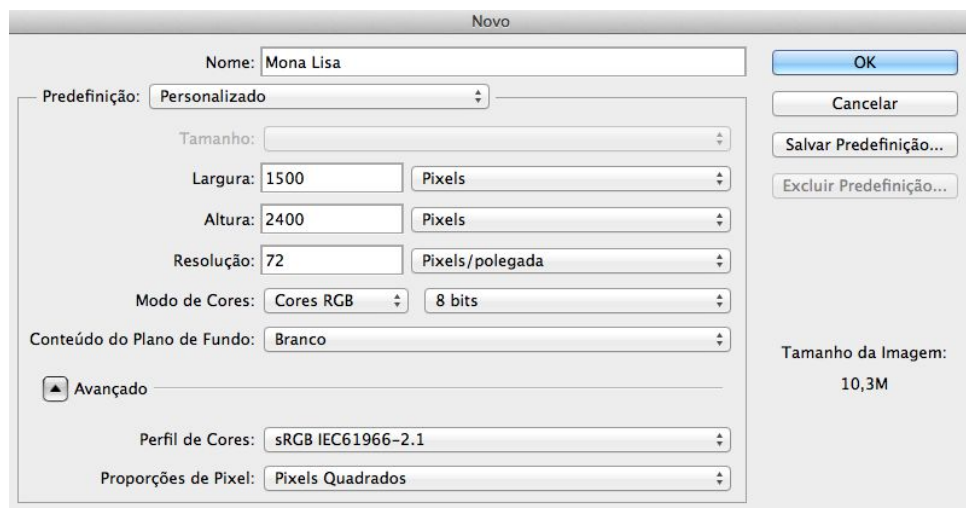 Novo
Nome: Mona Lisa
OK
Predefinição: Personalizado
Cancelar
Tamanho:
Salvar Predefinição...
Largura: 1500 Pixels
Excluir Predefinição...
Altura: 2400 Pixels
Resolução: 72 Pixels/polegada
Modo de Cores: Cores RGB 8 bits
Conteúdo do Plano de Fundo: Branco
Tamanho da Imagem:
10,3M
Avançado
Perfil de Cores: sRGB IEC61966-2.1
Proporções de Pixel: Pixels Quadrados